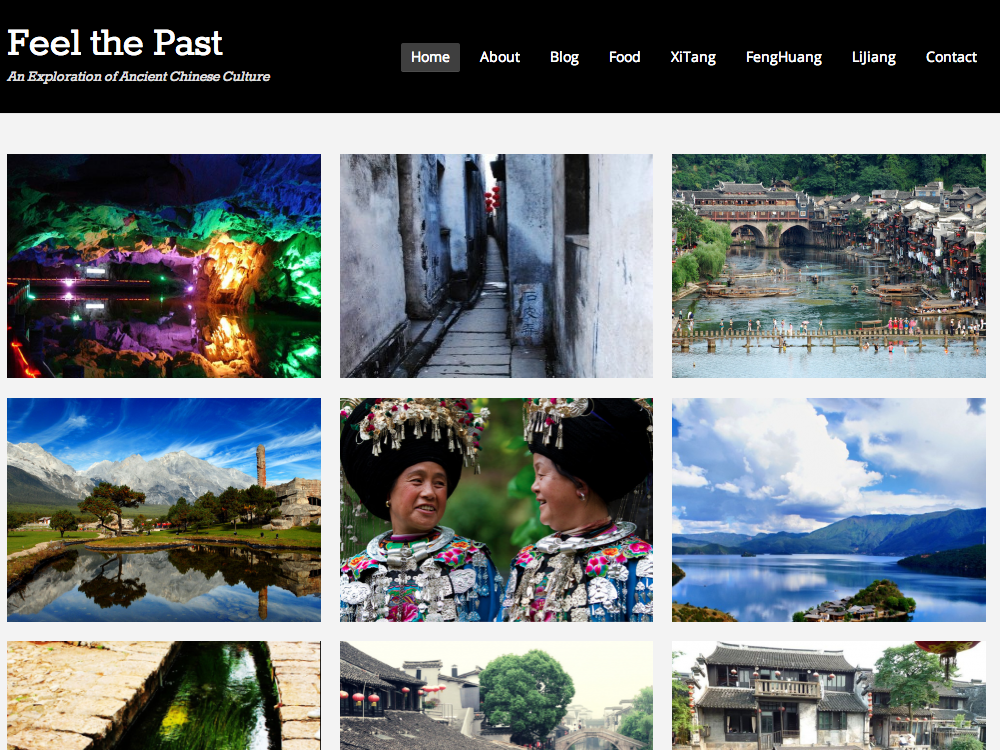 Feel the Past
An Exploration of Ancient Chinese Culture
Home About Blog Food XiTang FengHuang LiJiang Contact